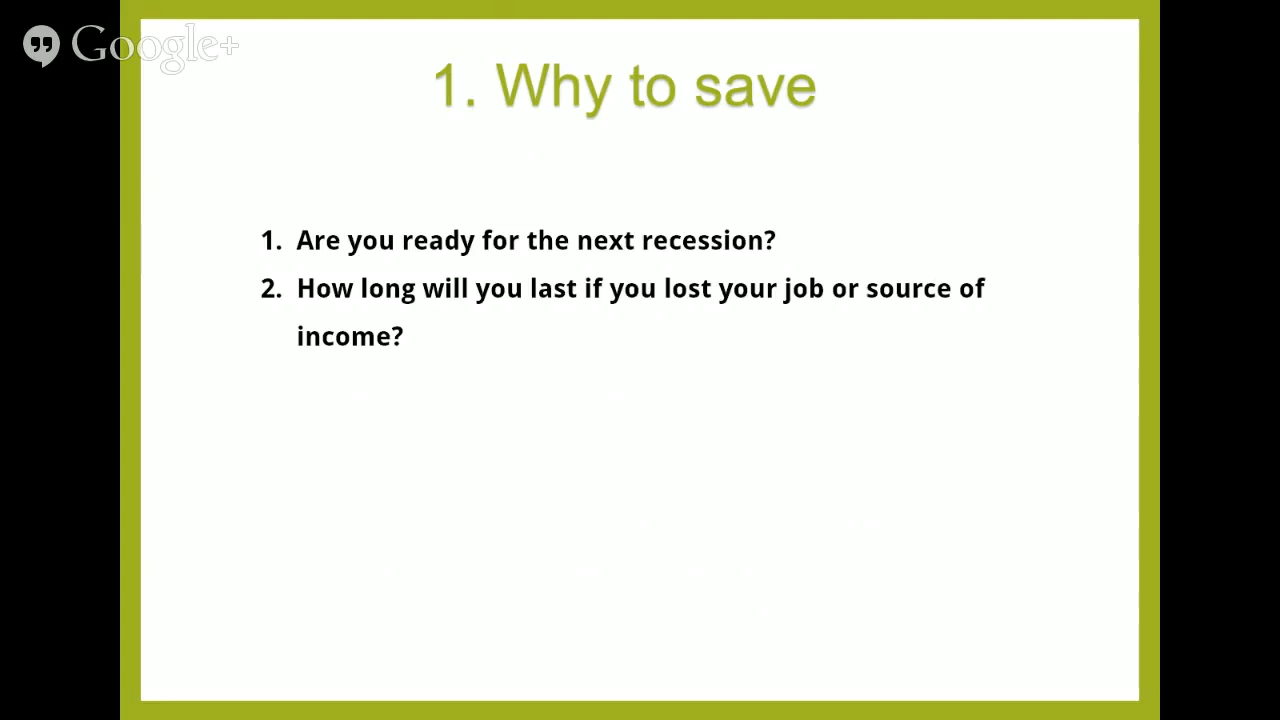 Google+
1. Why to save
1. Are you ready for the next recession?
2. How long will you last if you lost your job or source of
income?